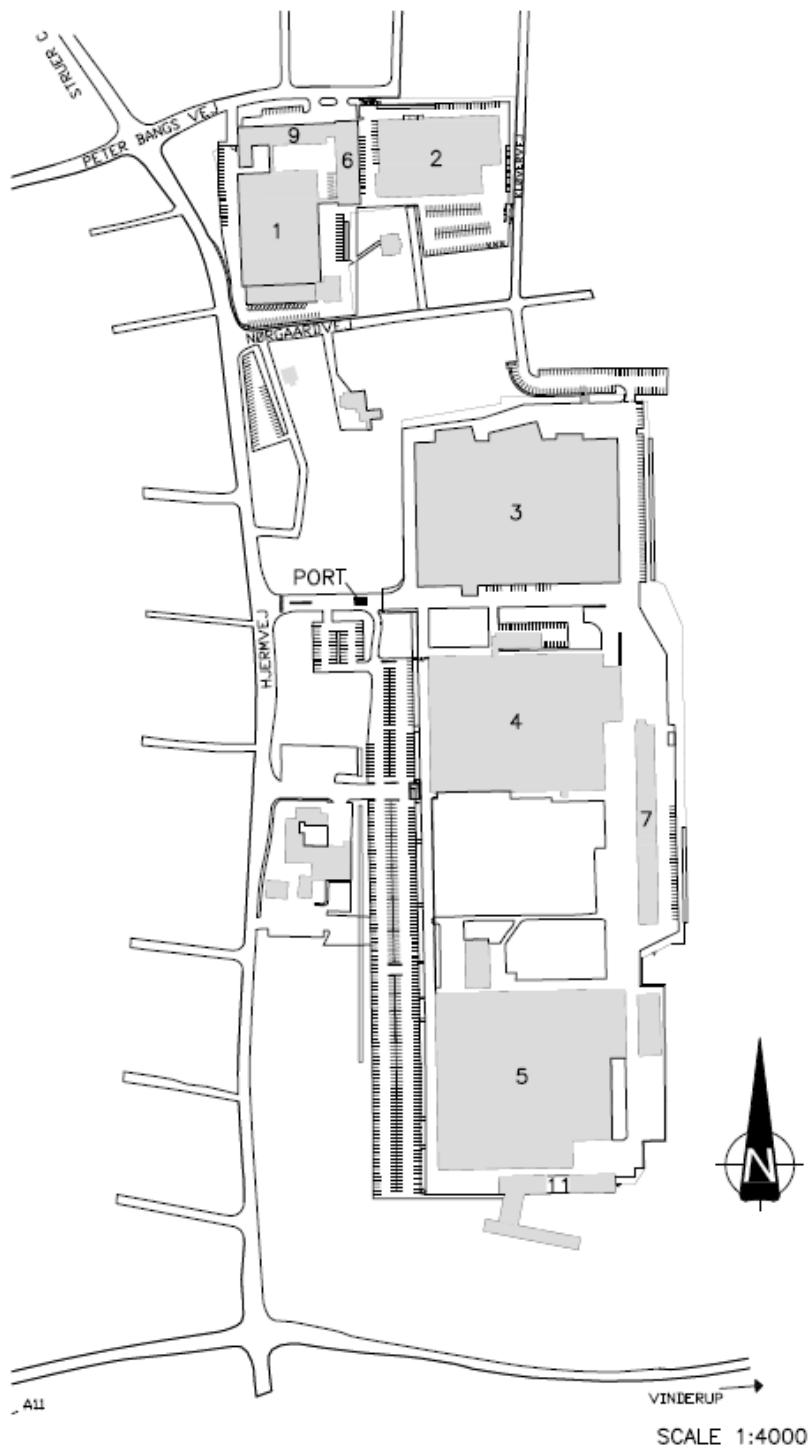 STRUER C
PETER BANGS VEJ
9
6
2
KLØVERVEJ
1
NØRGAARDVEJ
3
PORT
HJERMVEJ
4
7
5
N
11
A11
VINDERUP
SCALE 1:4000